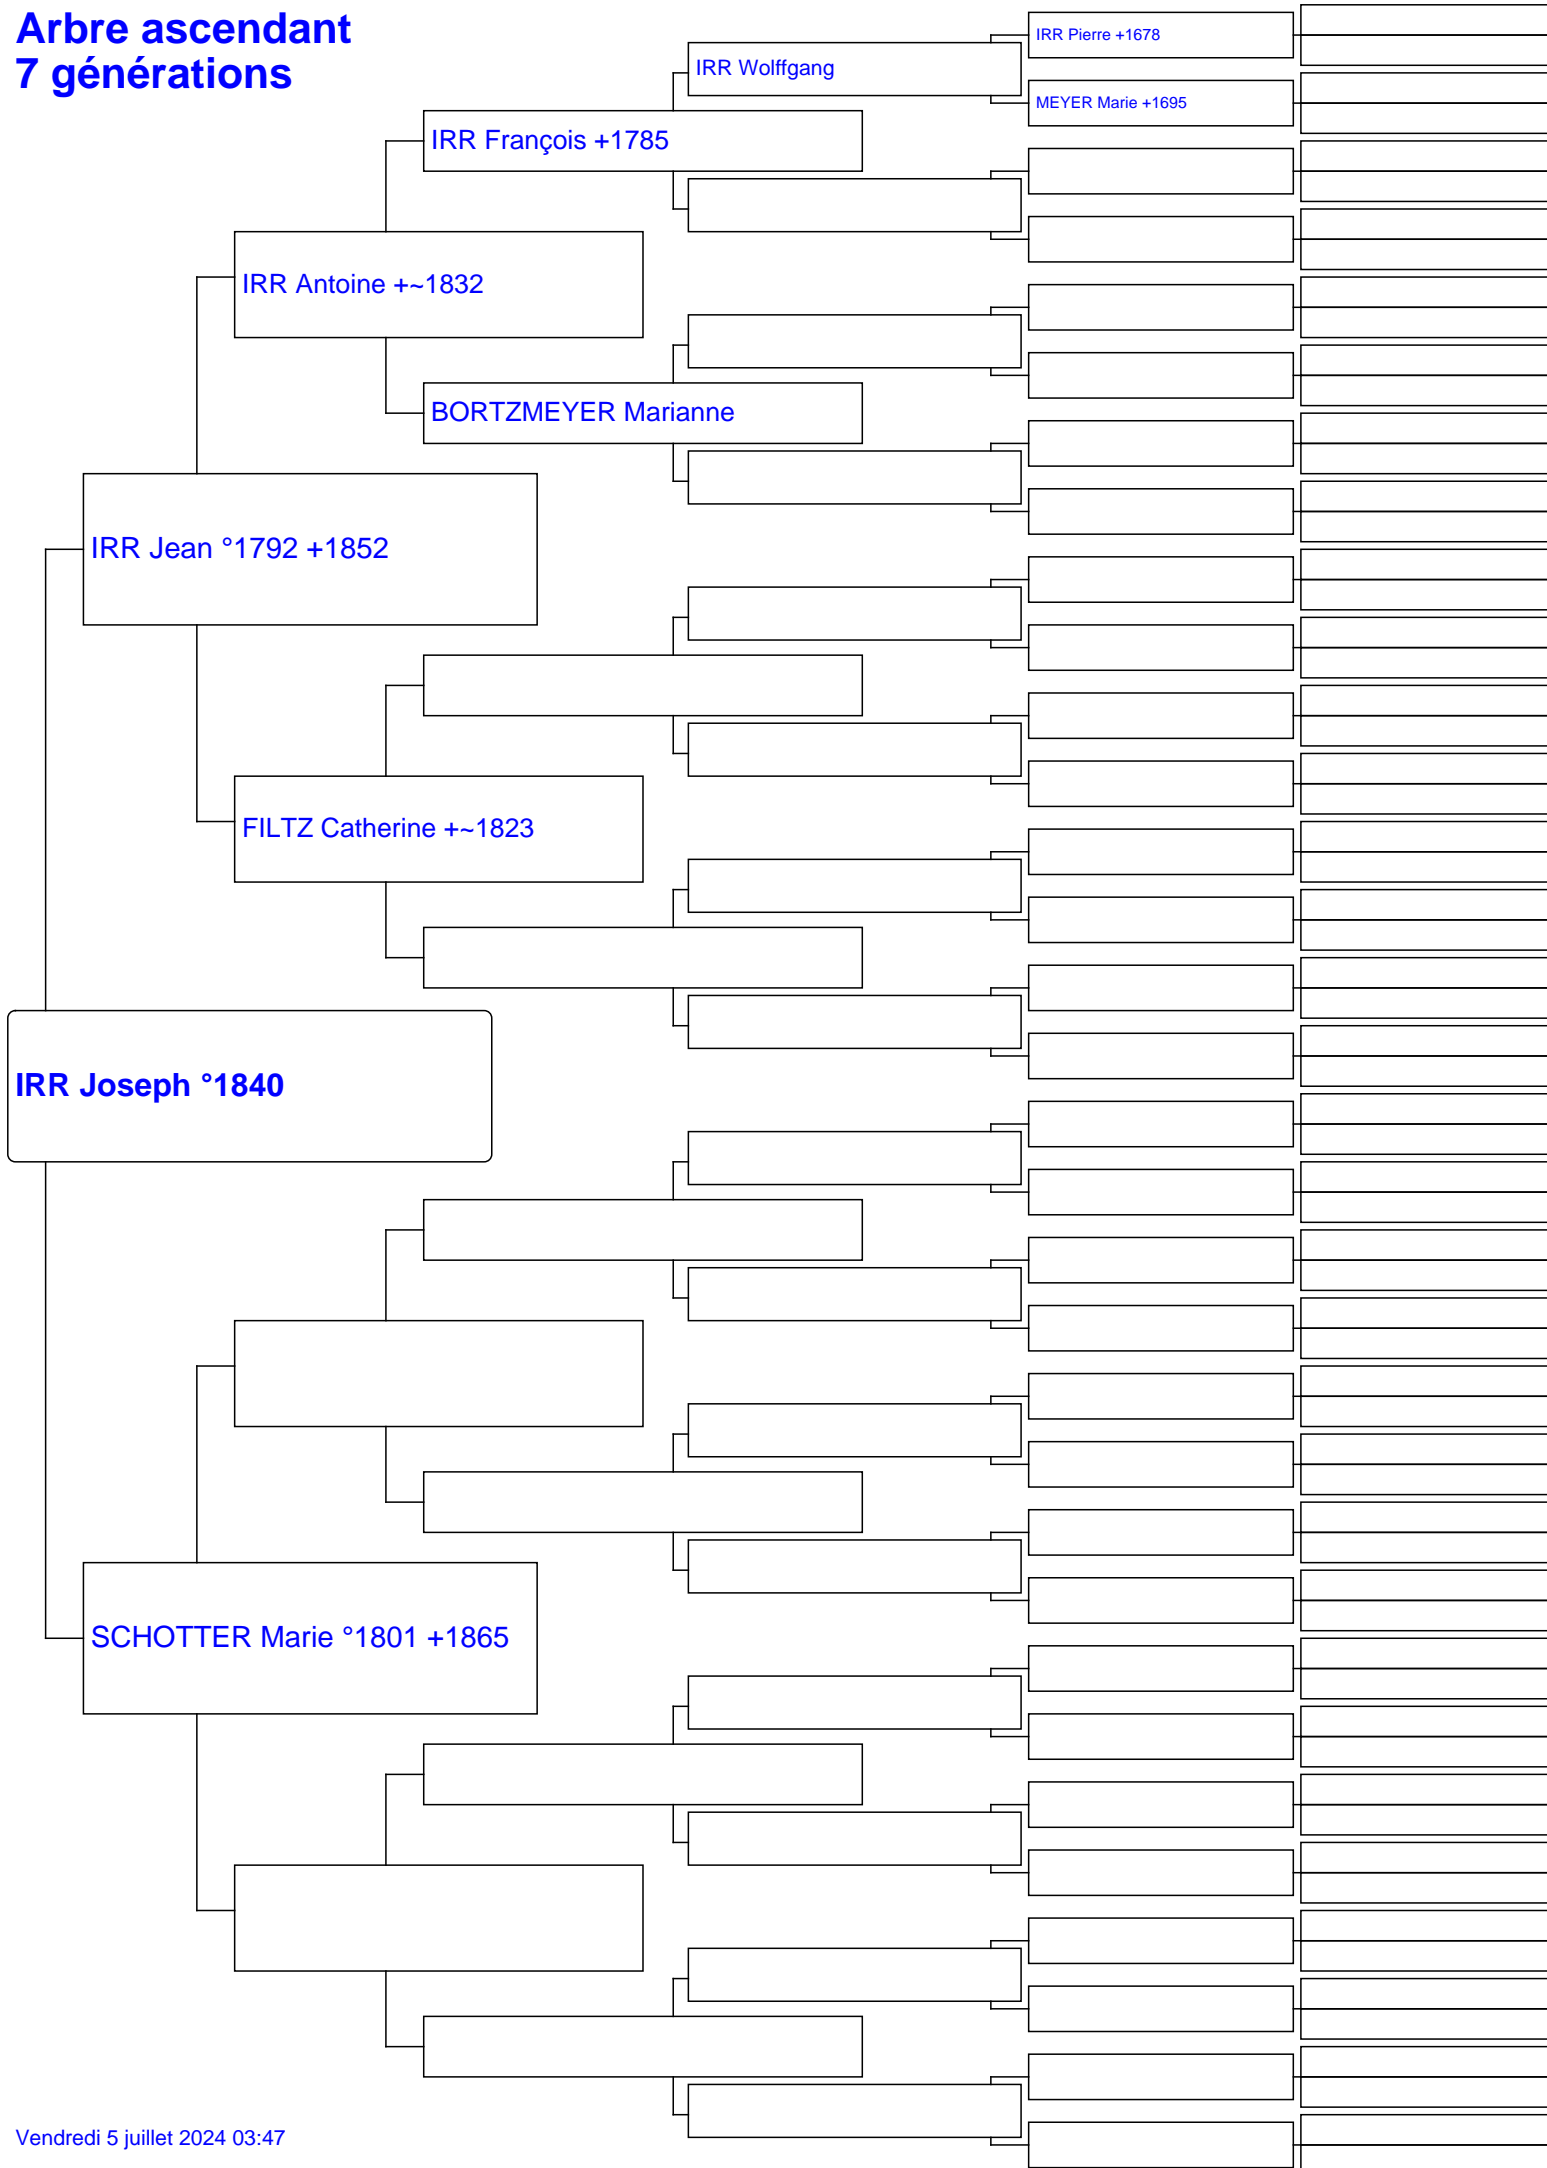 Arbre ascendant
7 générations
IRR Pierre +1678
IRR Wolffgang
MEYER Marie +1695
IRR François +1785
IRR Antoine +~1832
BORTZMEYER Marianne
IRR Jean °1792 +1852
FILTZ Catherine +~1823
IRR Joseph °1840
SCHOTTER Marie °1801 +1865
Vendredi 5 juillet 2024 03:47